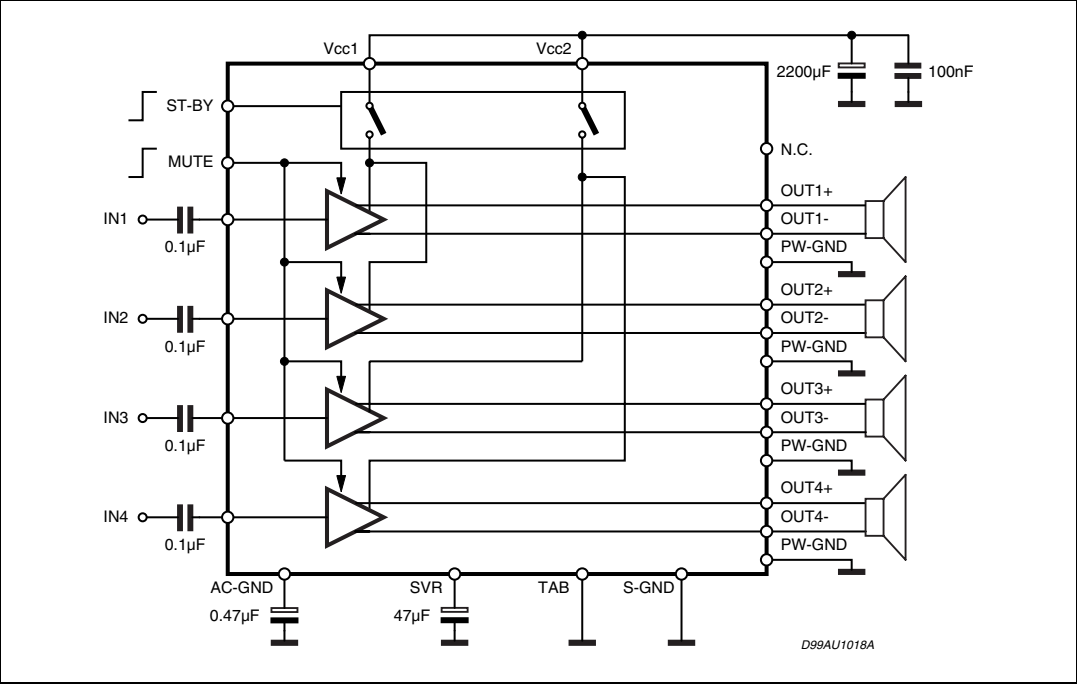 Vcc1
Vcc2
2200µF
100nF
ST-BY
N.C.
MUTE
OUT1+
IN1
OUT1-
0.1µF
PW-GND
OUT2+
IN2
OUT2-
0.1µF
PW-GND
OUT3+
IN3
OUT3-
0.1µF
PW-GND
OUT4+
IN4
OUT4-
0.1µF
PW-GND
AC-GND
SVR
TAB
S-GND
0.47µF
47µF
D99AU1018A